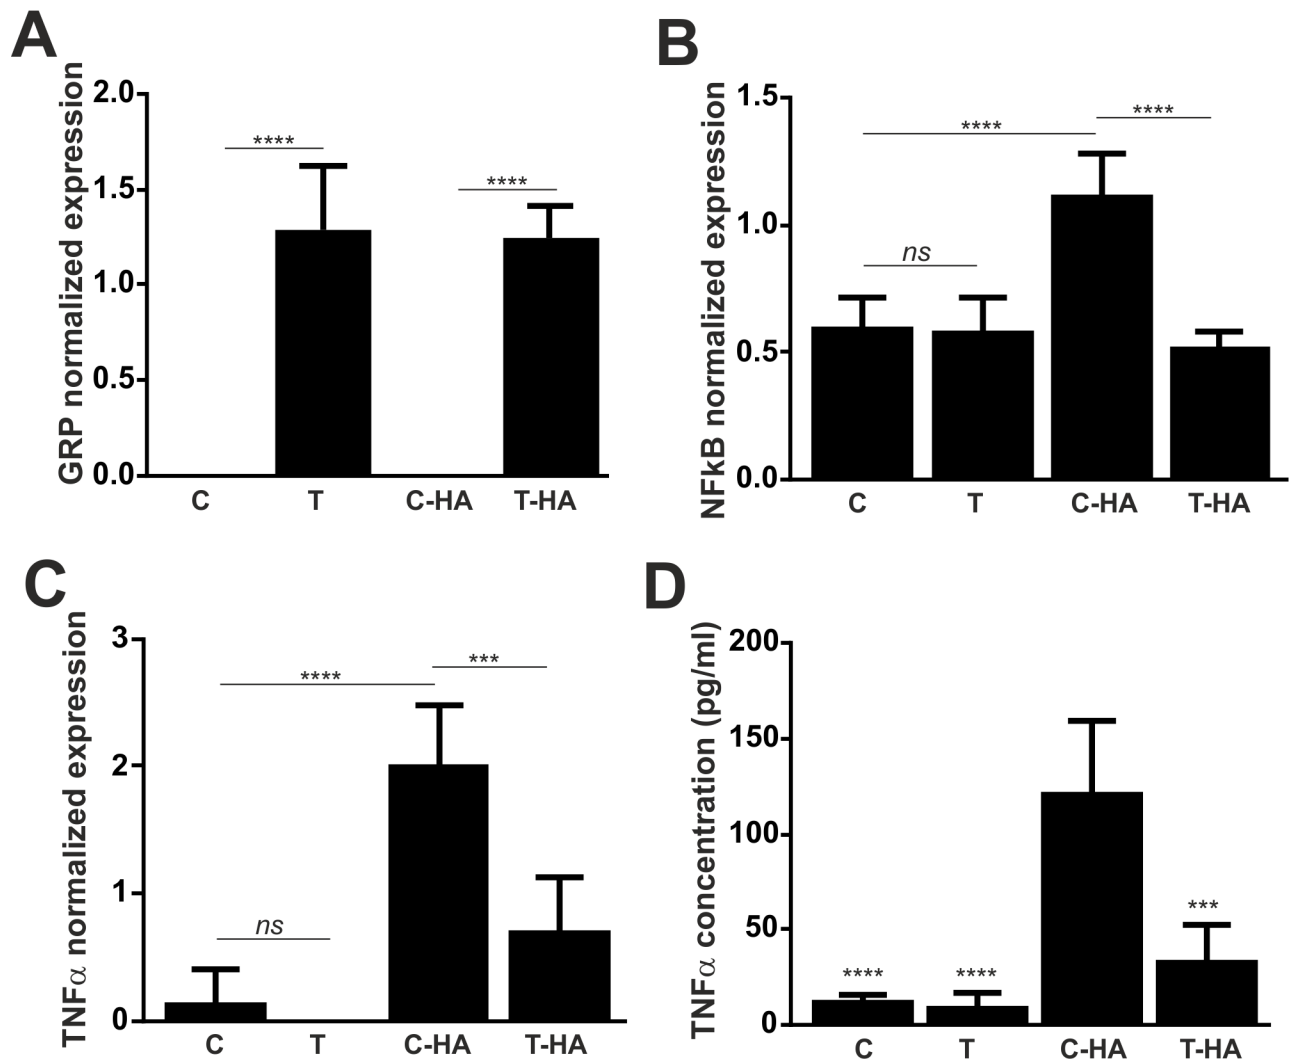 A
GRP normalized expression
2.0
1.5
1.0
0.5
0.0
****
****
C T C-HA T-HA
B
NFkB normalized expression
1.5
1.0
0.5
0.0
****
****
ns
C T C-HA T-HA
C
TNFα normalized expression
3
2
1
0
***
****
ns
C T C-HA T-HA
D
TNFα concentration (pg/ml)
200
150
100
50
0
***
**** ****
C T C-HA T-HA